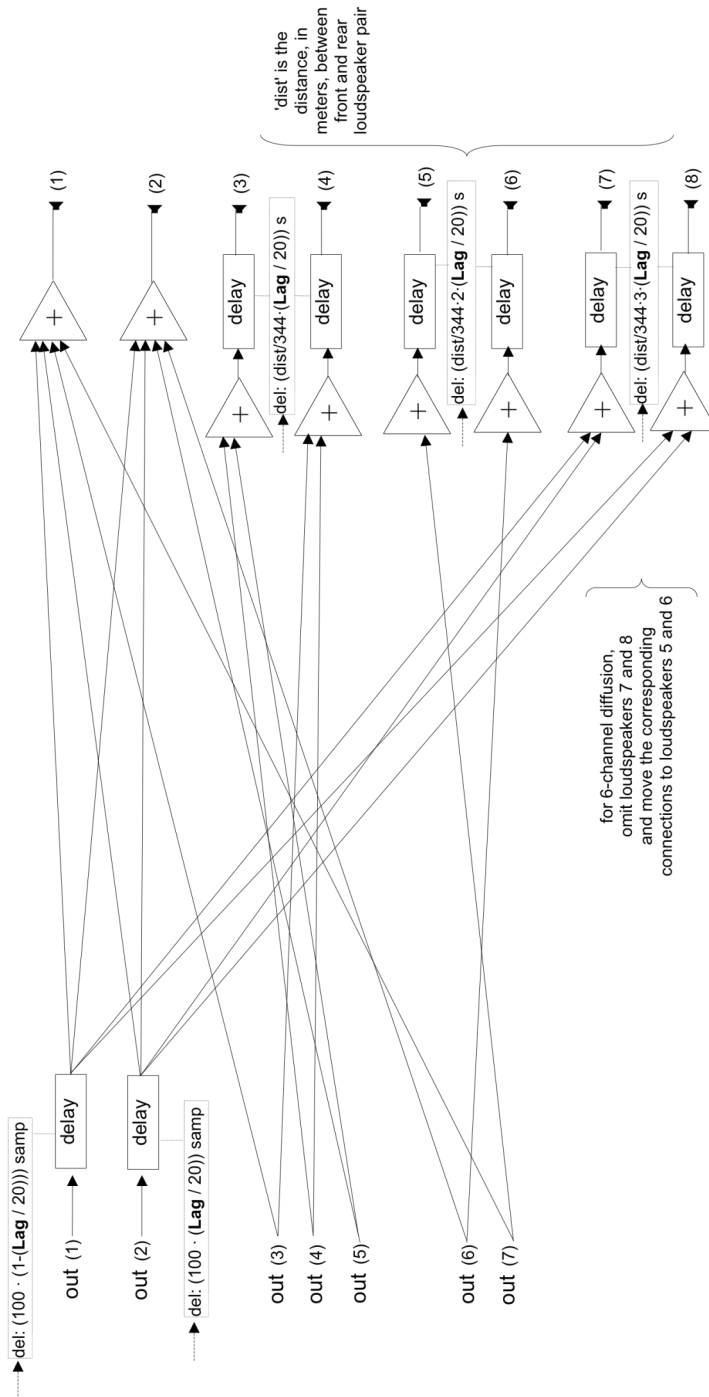 del: (100 · (1-(Lag / 20))) samp
out (1)
delay
out (2)
delay
del: (100 · (Lag / 20)) samp
out (3)
out (4)
out (5)
out (6)
out (7)
+
(1)
+
(2)
+
delay
(3)
del: (dist/344·(Lag / 20)) s
+
delay
(4)
+
delay
(5)
del: (dist/344·2·(Lag / 20)) s
+
delay
(6)
+
delay
(7)
del: (dist/344·3·(Lag / 20)) s
+
delay
(8)
'dist' is the
distance, in
meters, between
front and rear
loudspeaker pair
for 6-channel diffusion,
omit loudspeakers 7 and 8
and move the corresponding
connections to loudspeakers 5 and 6